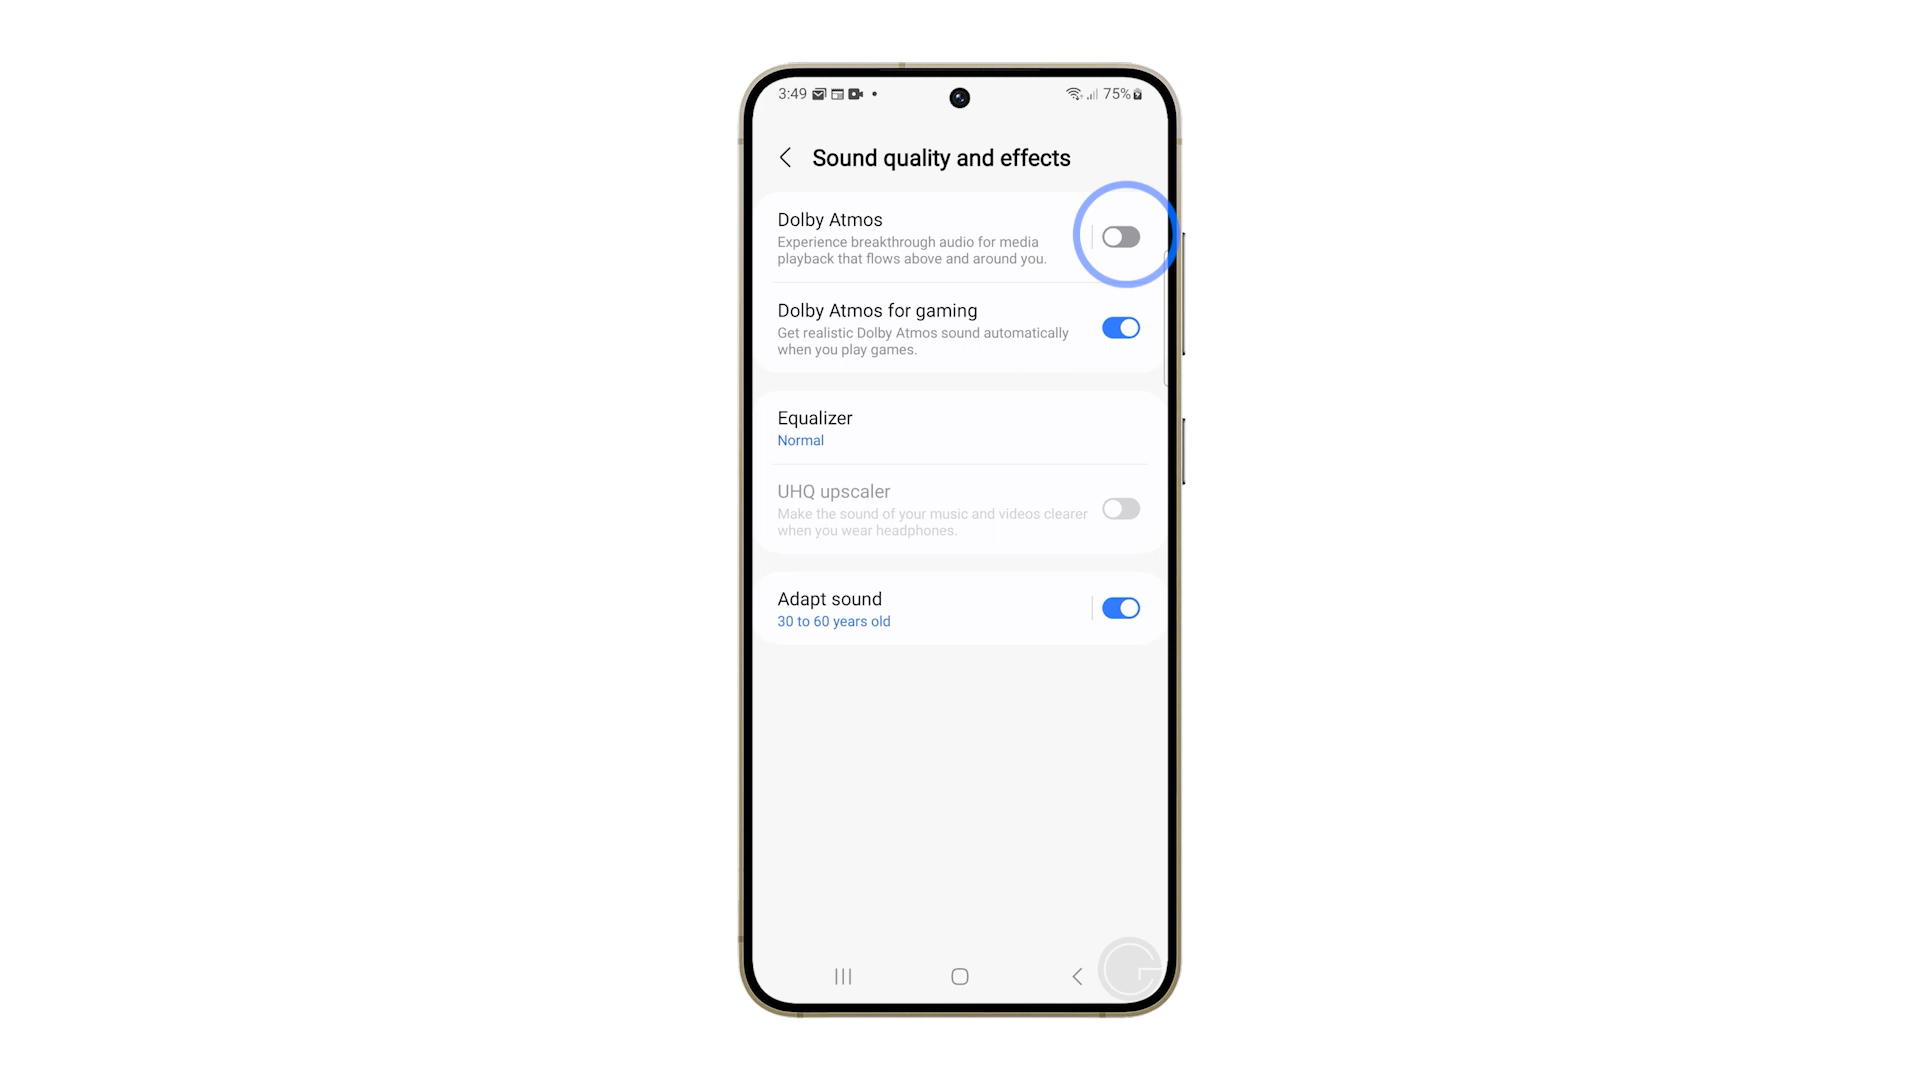 3:49
75%
Sound quality and effects
Dolby Atmos
Experience breakthrough audio for media
playback that flows above and around you.
Dolby Atmos for gaming
Get realistic Dolby Atmos sound automatically
when you play games.
Equalizer
Normal
UHQ upscaler
Make the sound of your music and videos clearer
when you wear headphones.
Adapt sound
30 to 60 years old